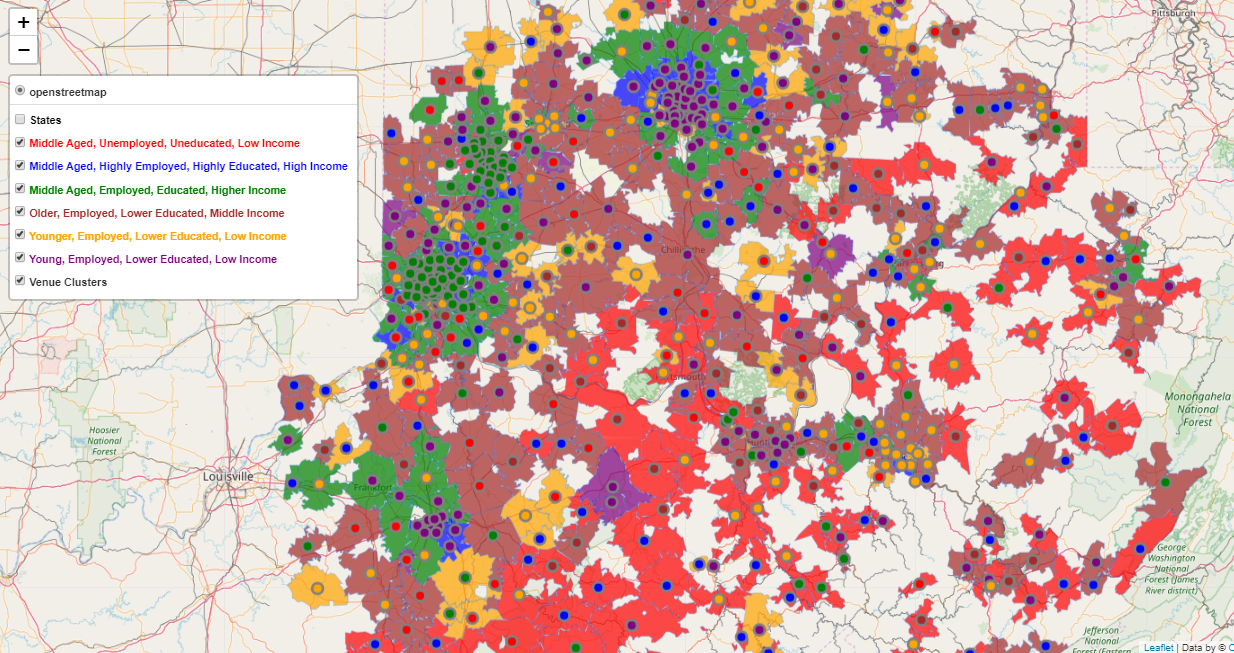 +
−
openstreetmap
States
Middle Aged, Unemployed, Uneducated, Low Income
Middle Aged, Highly Employed, Highly Educated, High Income
Middle Aged, Employed, Educated, Higher Income
Older, Employed, Lower Educated, Middle Income
Younger, Employed, Lower Educated, Low Income
Young, Employed, Lower Educated, Low Income
Venue Clusters
Pittsburgh
Hoosier
National
Forest
Louisville
Frankfort
Monongahela
National
Forest
George
Washington
National
Forest (James
River district)
Jefferson
National
Forest (Eastern
Leaflet | Data by ©